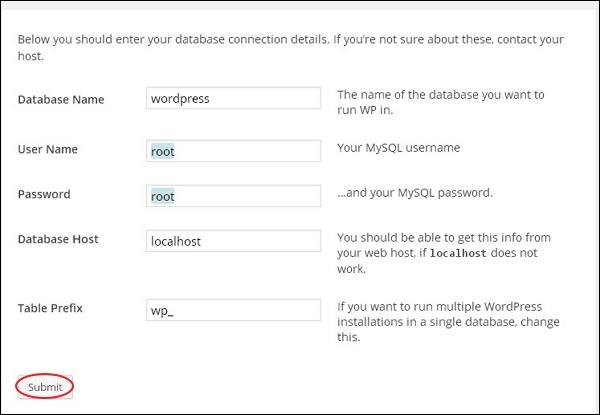 Below you should enter your database connection details. If you're not sure about these, contact your
host.
Database Name
wordpress
The name of the database you want to
run WP in.
User Name
root
Your MySQL username
Password
root
...and your MySQL password.
Database Host
localhost
You should be able to get this info from
your web host, if localhost does not
work.
Table Prefix
wp_
If you want to run multiple WordPress
installations in a single database, change
this.
Submit